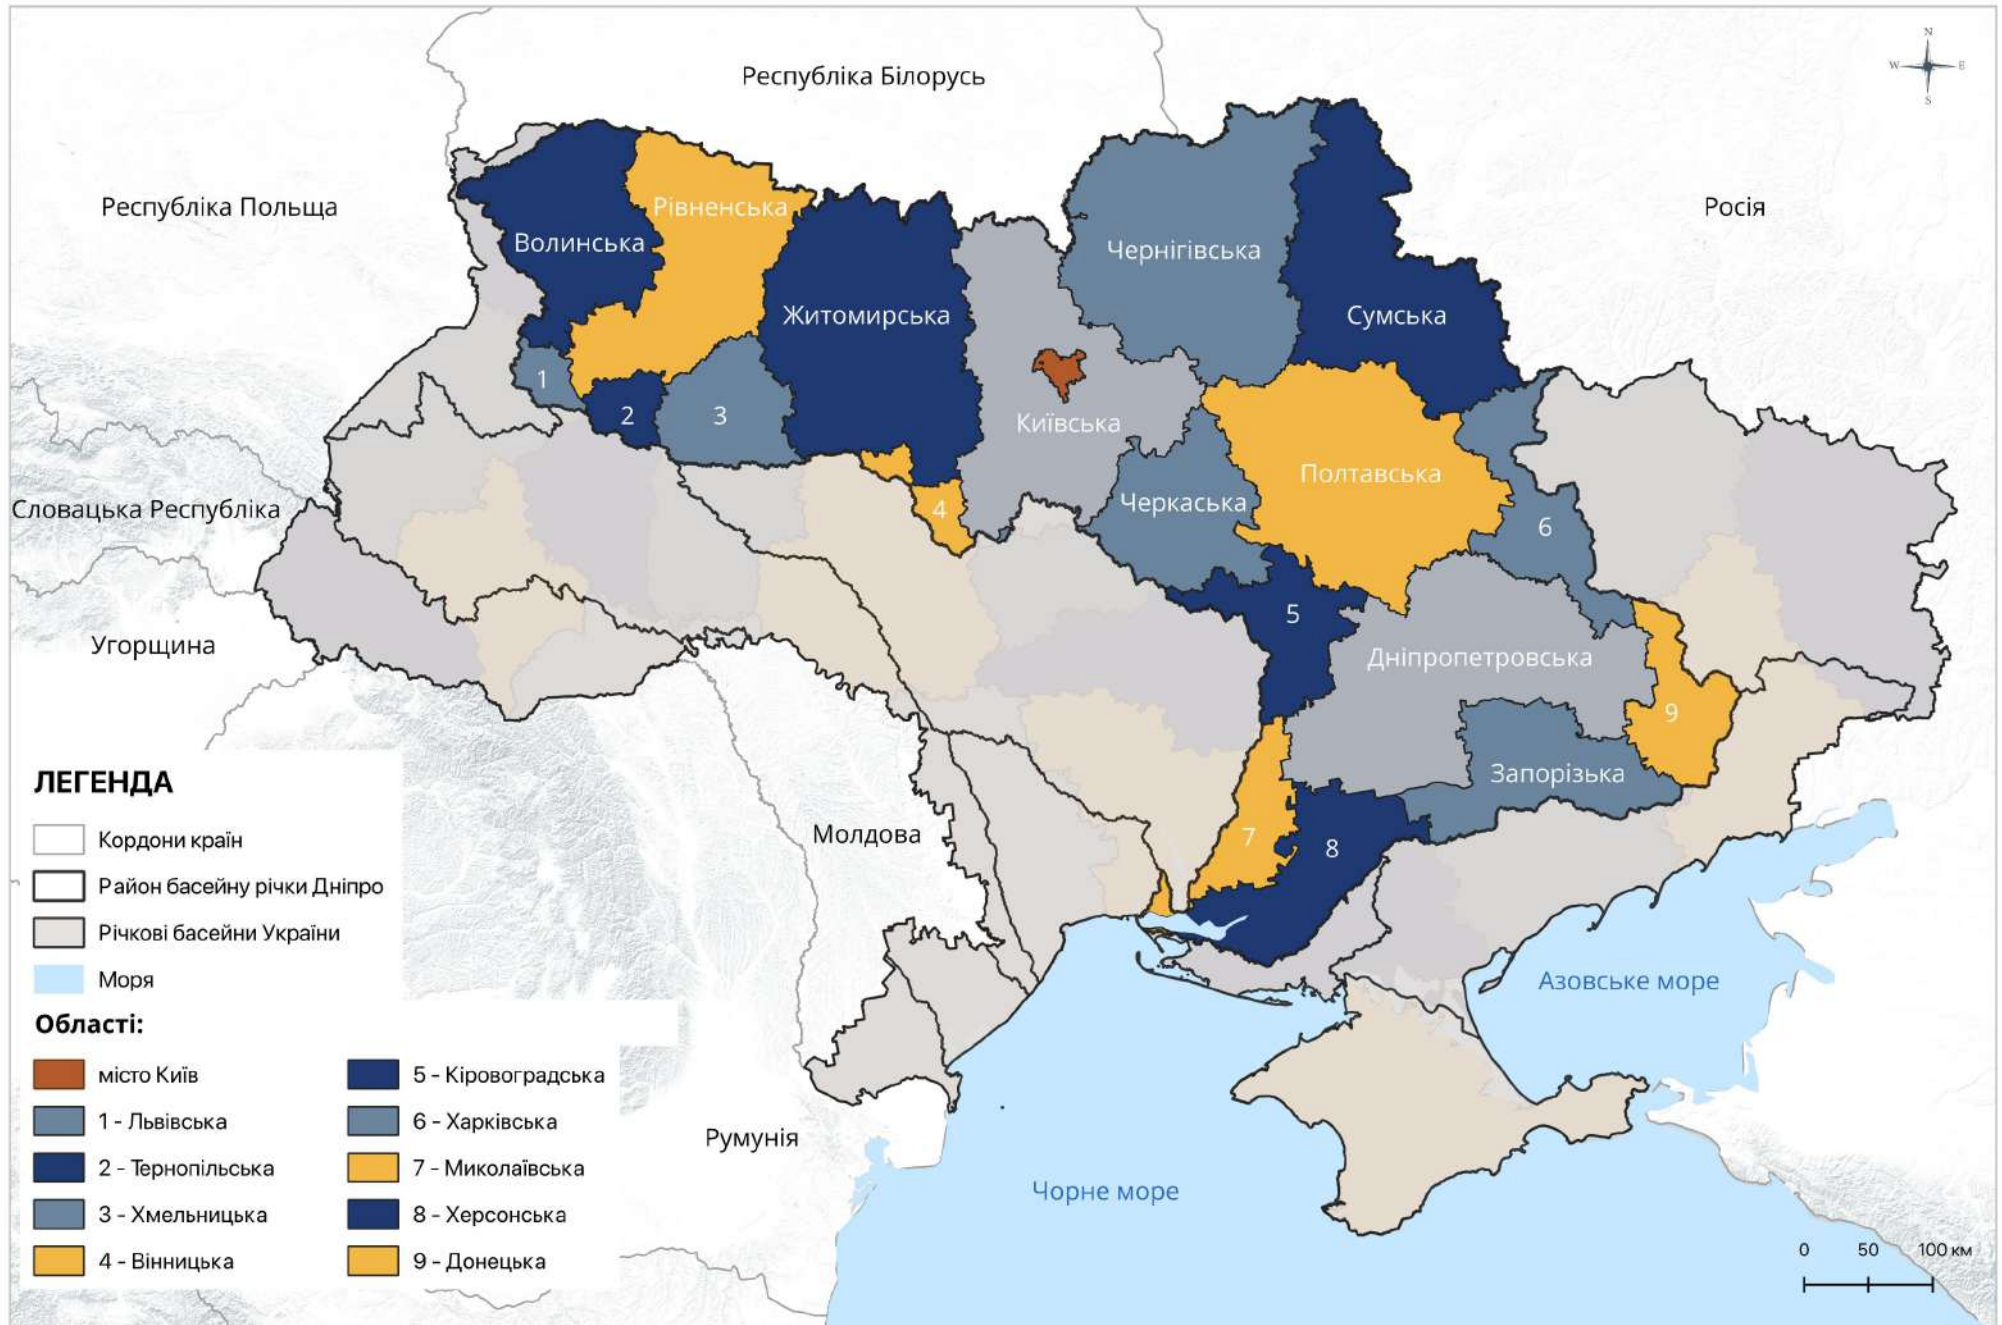 Республіка Білорусь
N
W E
S
Республіка Польща
Росія
Рівненська
Волинська
Чернігівська
Житомирська
Сумська
1
2
3
Київська
Полтавська
Черкаська
4
6
Словацька Республіка
5
Угорщина
Дніпропетровська
9
Запорізька
7
8
Молдова
Азовське море
Румунія
Чорне море
ЛЕГЕНДА
Кордони країн
Район басейну річки Дніпро
Річкові басейни України
Моря
Області:
місто Київ
1 - Львівська
2 - Тернопільська
3 - Хмельницька
4 - Вінницька
5 - Кіровоградська
6 - Харківська
7 - Миколаївська
8 - Херсонська
9 - Донецька
0 50 100 км